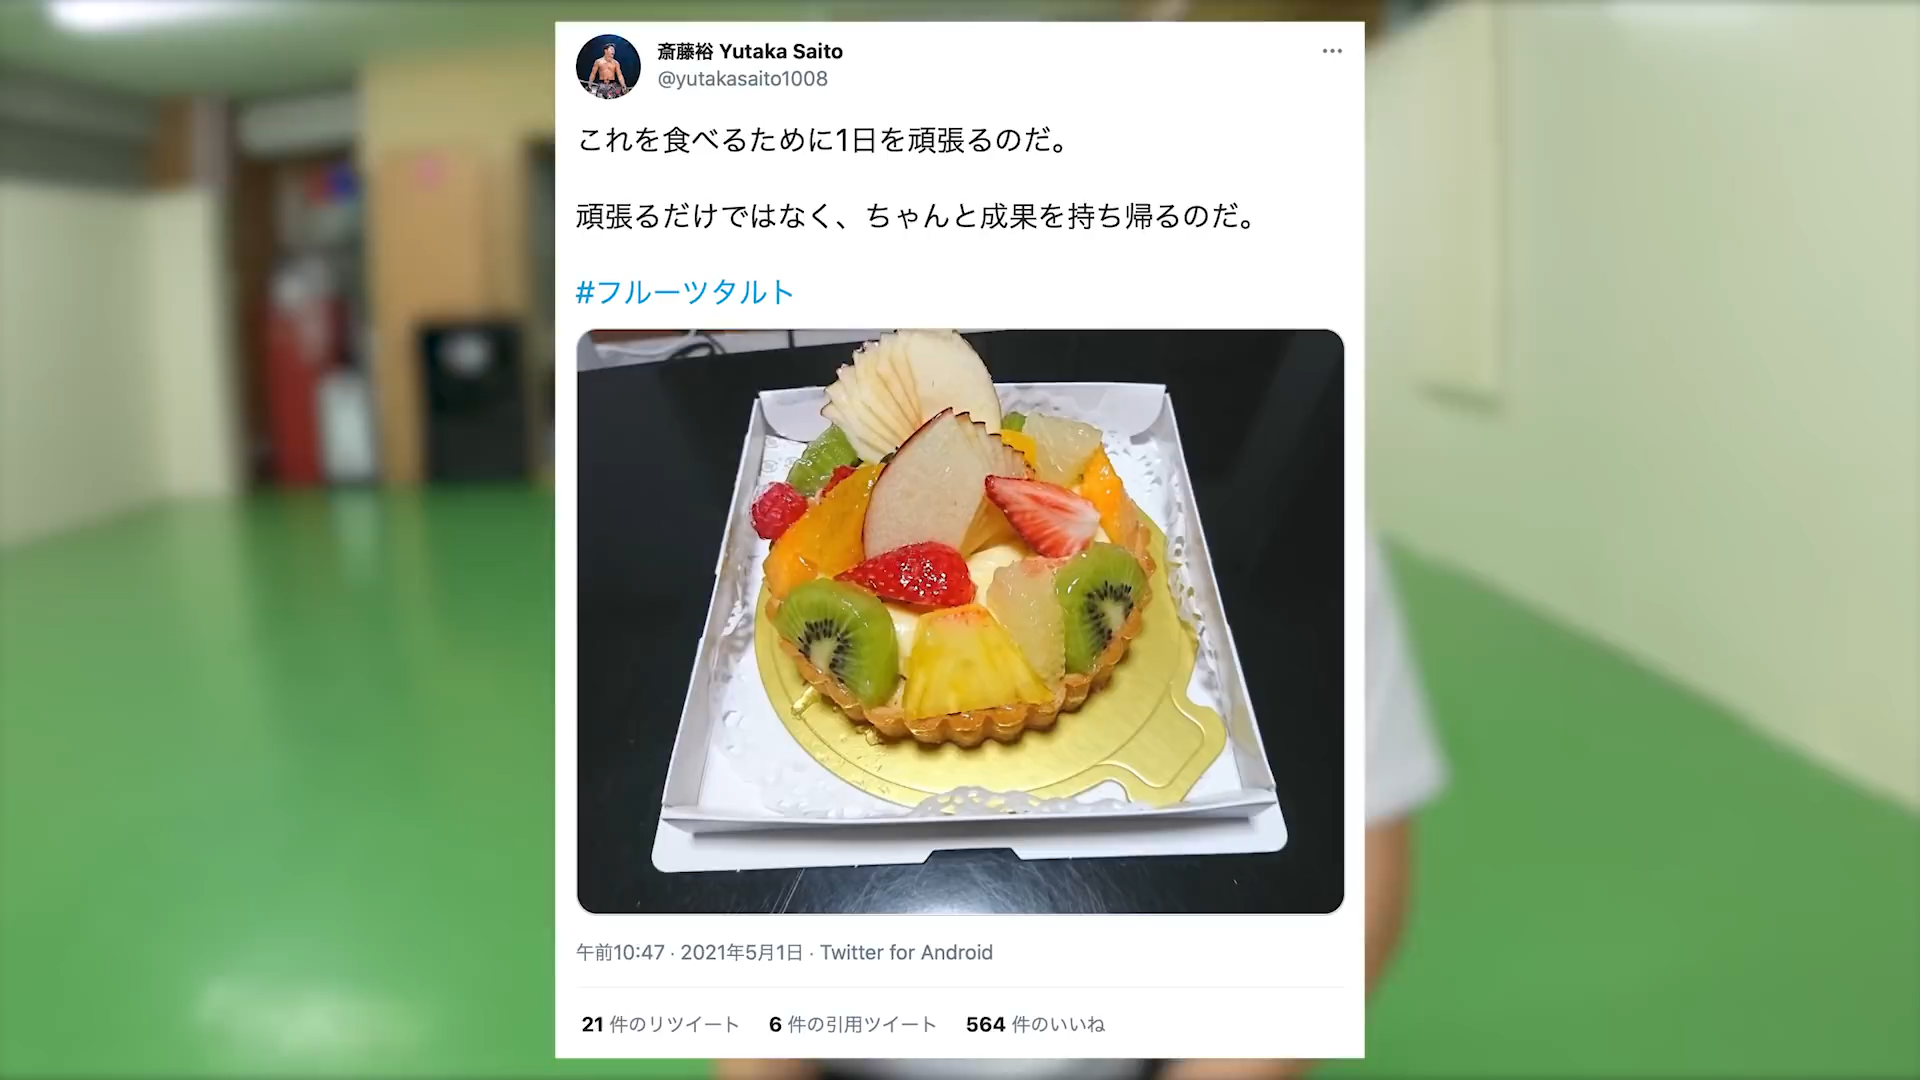 斎藤裕 Yutaka Saito
@yutakasaito1008
これを食べるために1日を頑張るのだ。
頑張るだけではなく、ちゃんと成果を持ち帰るのだ。
#フルーツタルト
午前10:47 · 2021年5月1日 · Twitter for Android
21 件のリツイート 6 件の引用ツイート 564 件のいいね